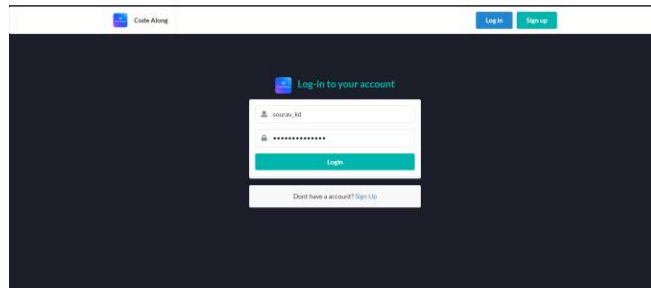 Code Along
Log in
Sign up
Log-in to your account
sourav_kd
••••••••••••••
Login
Dont have a account? Sign Up